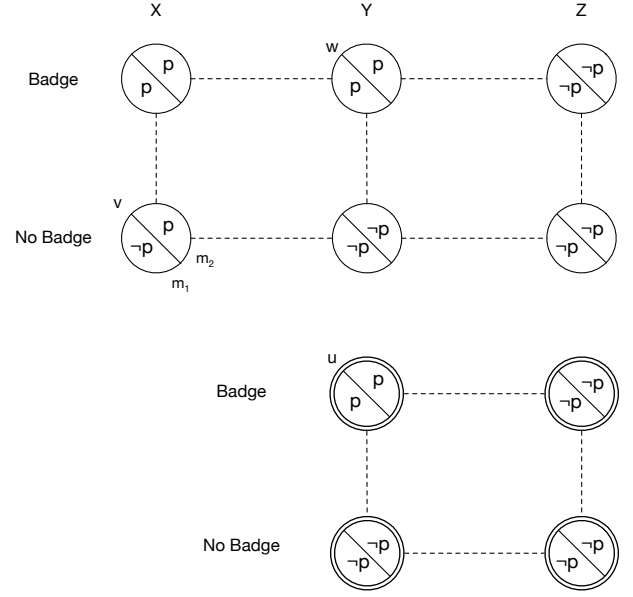 X Y Z
w
Badge
p p ¬p
p p ¬p
v
No Badge
p ¬p ¬p
¬p ¬p ¬p
m2
m1
u
Badge
p ¬p
p ¬p
No Badge
¬p ¬p
¬p ¬p